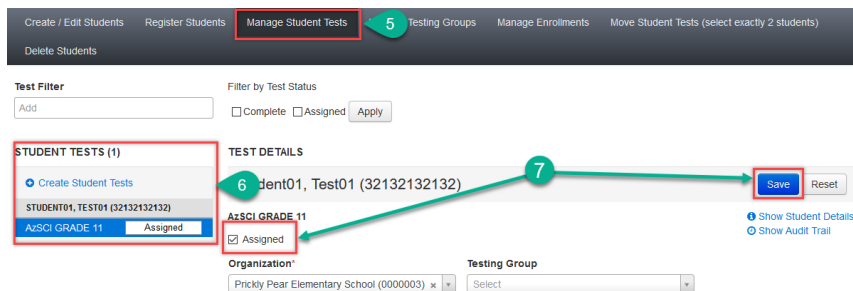 Create / Edit Students Register Students Manage Student Tests 5 Testing Groups Manage Enrollments Move Student Tests (select exactly 2 students)
Delete Students
Test Filter Filter by Test Status
Add Complete Assigned Apply
STUDENT TESTS (1) TEST DETAILS
Create Student Tests 6 dent01, Test01 (32132132132) 7 Save Reset
STUDENT01, TEST01 (32132132132)
AzSCI GRADE 11 Assigned AzSCI GRADE 11 Show Student Details
Assigned Show Audit Trail
Organization* Testing Group
Prickly Pear Elementary School (0000003) × Select